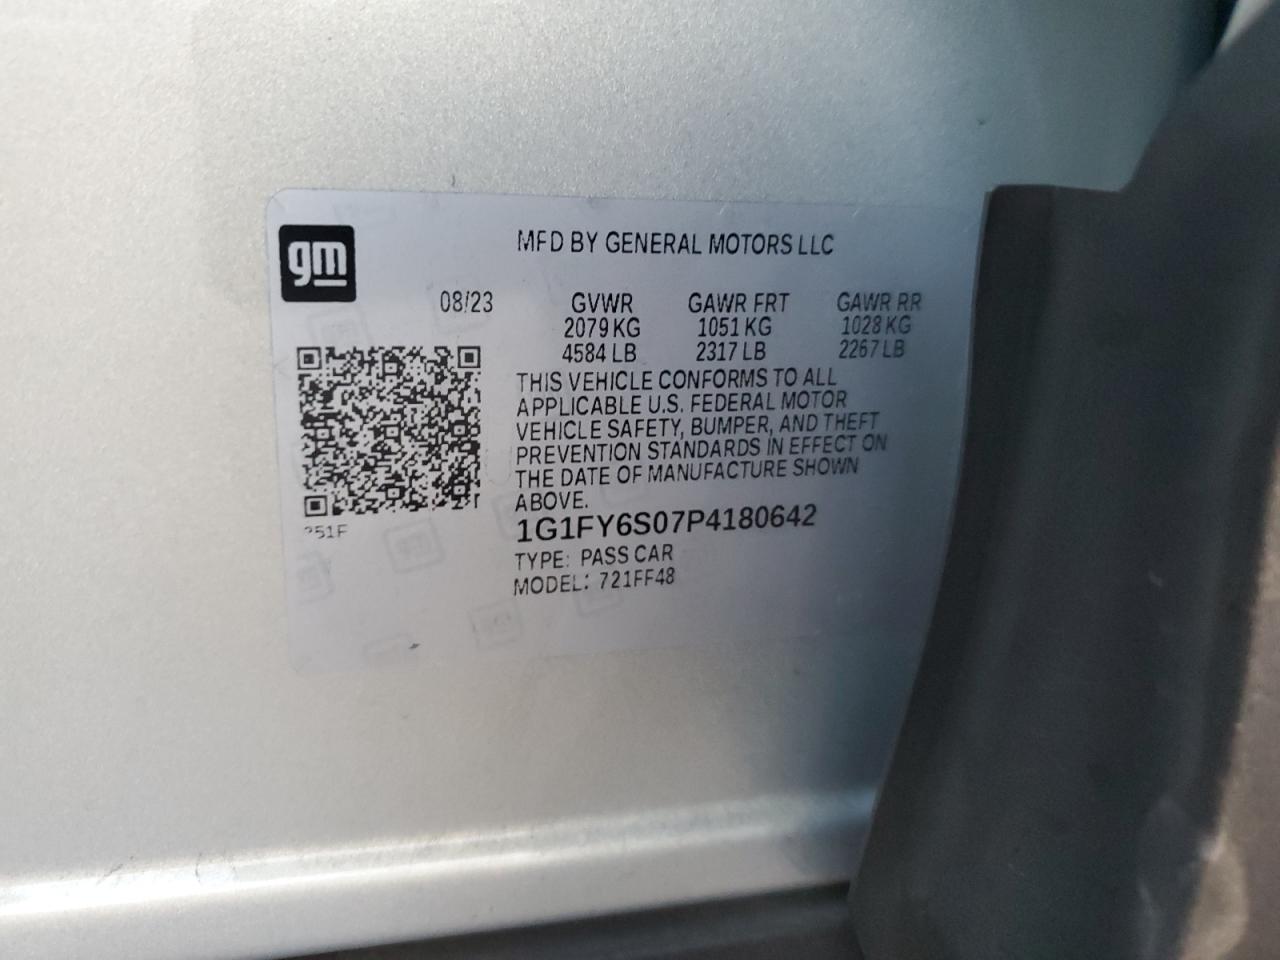 gm
MFD BY GENERAL MOTORS LLC
08/23 GVWR GAWR FRT GAWR RR
2079 KG 1051 KG 1028 KG
4584 LB 2317 LB 2267 LB
THIS VEHICLE CONFORMS TO ALL
APPLICABLE U.S. FEDERAL MOTOR
VEHICLE SAFETY, BUMPER, AND THEFT
PREVENTION STANDARDS IN EFFECT ON
THE DATE OF MANUFACTURE SHOWN
ABOVE.
1G1FY6S07P4180642
TYPE: PASS CAR
MODEL: 721FF48